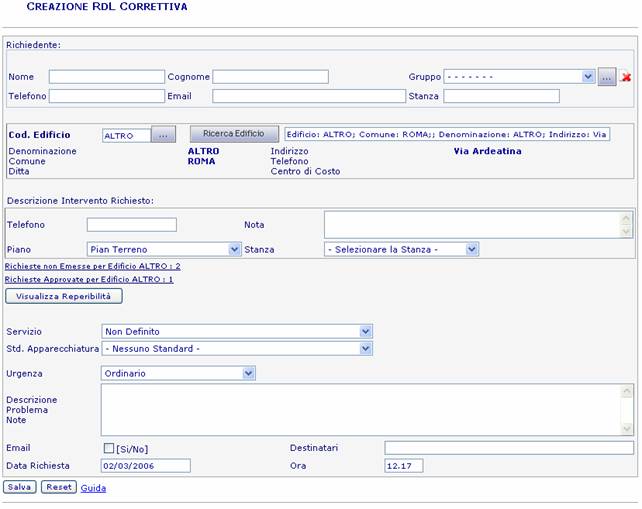 CREAZIONE RDL CORRETTIVA
Richiedente:
Nome Cognome Gruppo - - - - - - - ...
Telefono Email Stanza
Cod. Edificio ALTRO ... Ricerca Edificio Edificio: ALTRO; Comune: ROMA;; Denominazione: ALTRO; Indirizzo: Via
Denominazione ALTRO Indirizzo Via Ardeatina
Comune ROMA Telefono
Ditta Centro di Costo
Descrizione Intervento Richiesto:
Telefono Nota
Piano Pian Terreno Stanza - Selezionare la Stanza -
Richieste non Emesse per Edificio ALTRO : 2
Richieste Approvate per Edificio ALTRO : 1
Visualizza Reperibilità
Servizio Non Definito
Std. Apparecchiatura - Nessuno Standard -
Urgenza Ordinario
Descrizione
Problema
Note
Email [Si/No] Destinatari
Data Richiesta 02/03/2006 Ora 12.17
Salva Reset Guida